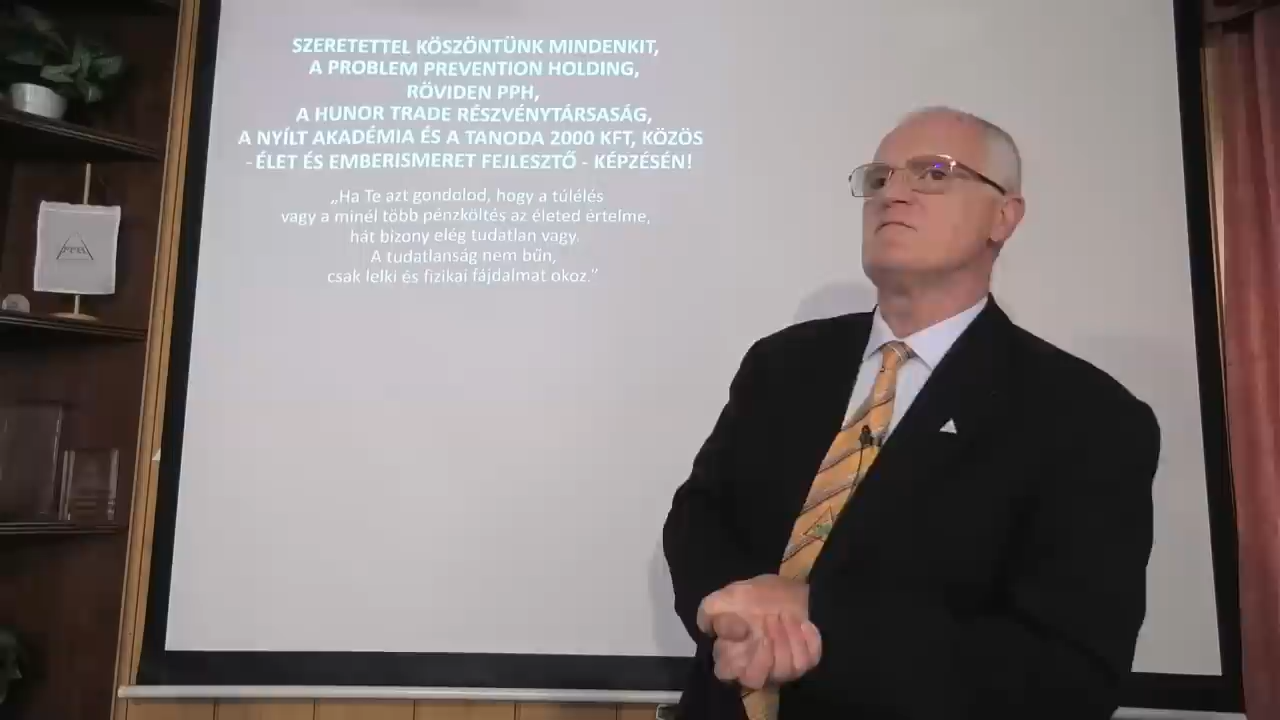 SZERETETTEL KÖSZÖNTÜNK MINDENKIT,
A PROBLEM PREVENTION HOLDING,
RÖVIDEN PPH,
A HUNOR TRADE RÉSZVÉNYTÁRSASÁG,
A NYÍLT AKADÉMIA ÉS A TANODA 2000 KFT, KÖZÖS
- ÉLET ÉS EMBERISMERET FEJLESZTŐ - KÉPZÉSÉN!
„Ha Te azt gondolod, hogy a túlélés
vagy a minél több pénzköltés az életed értelme,
hát bizony elég tudatlan vagy.
A tudatlanság nem bűn,
csak lelki és fizikai fájdalmat okoz."
PPH